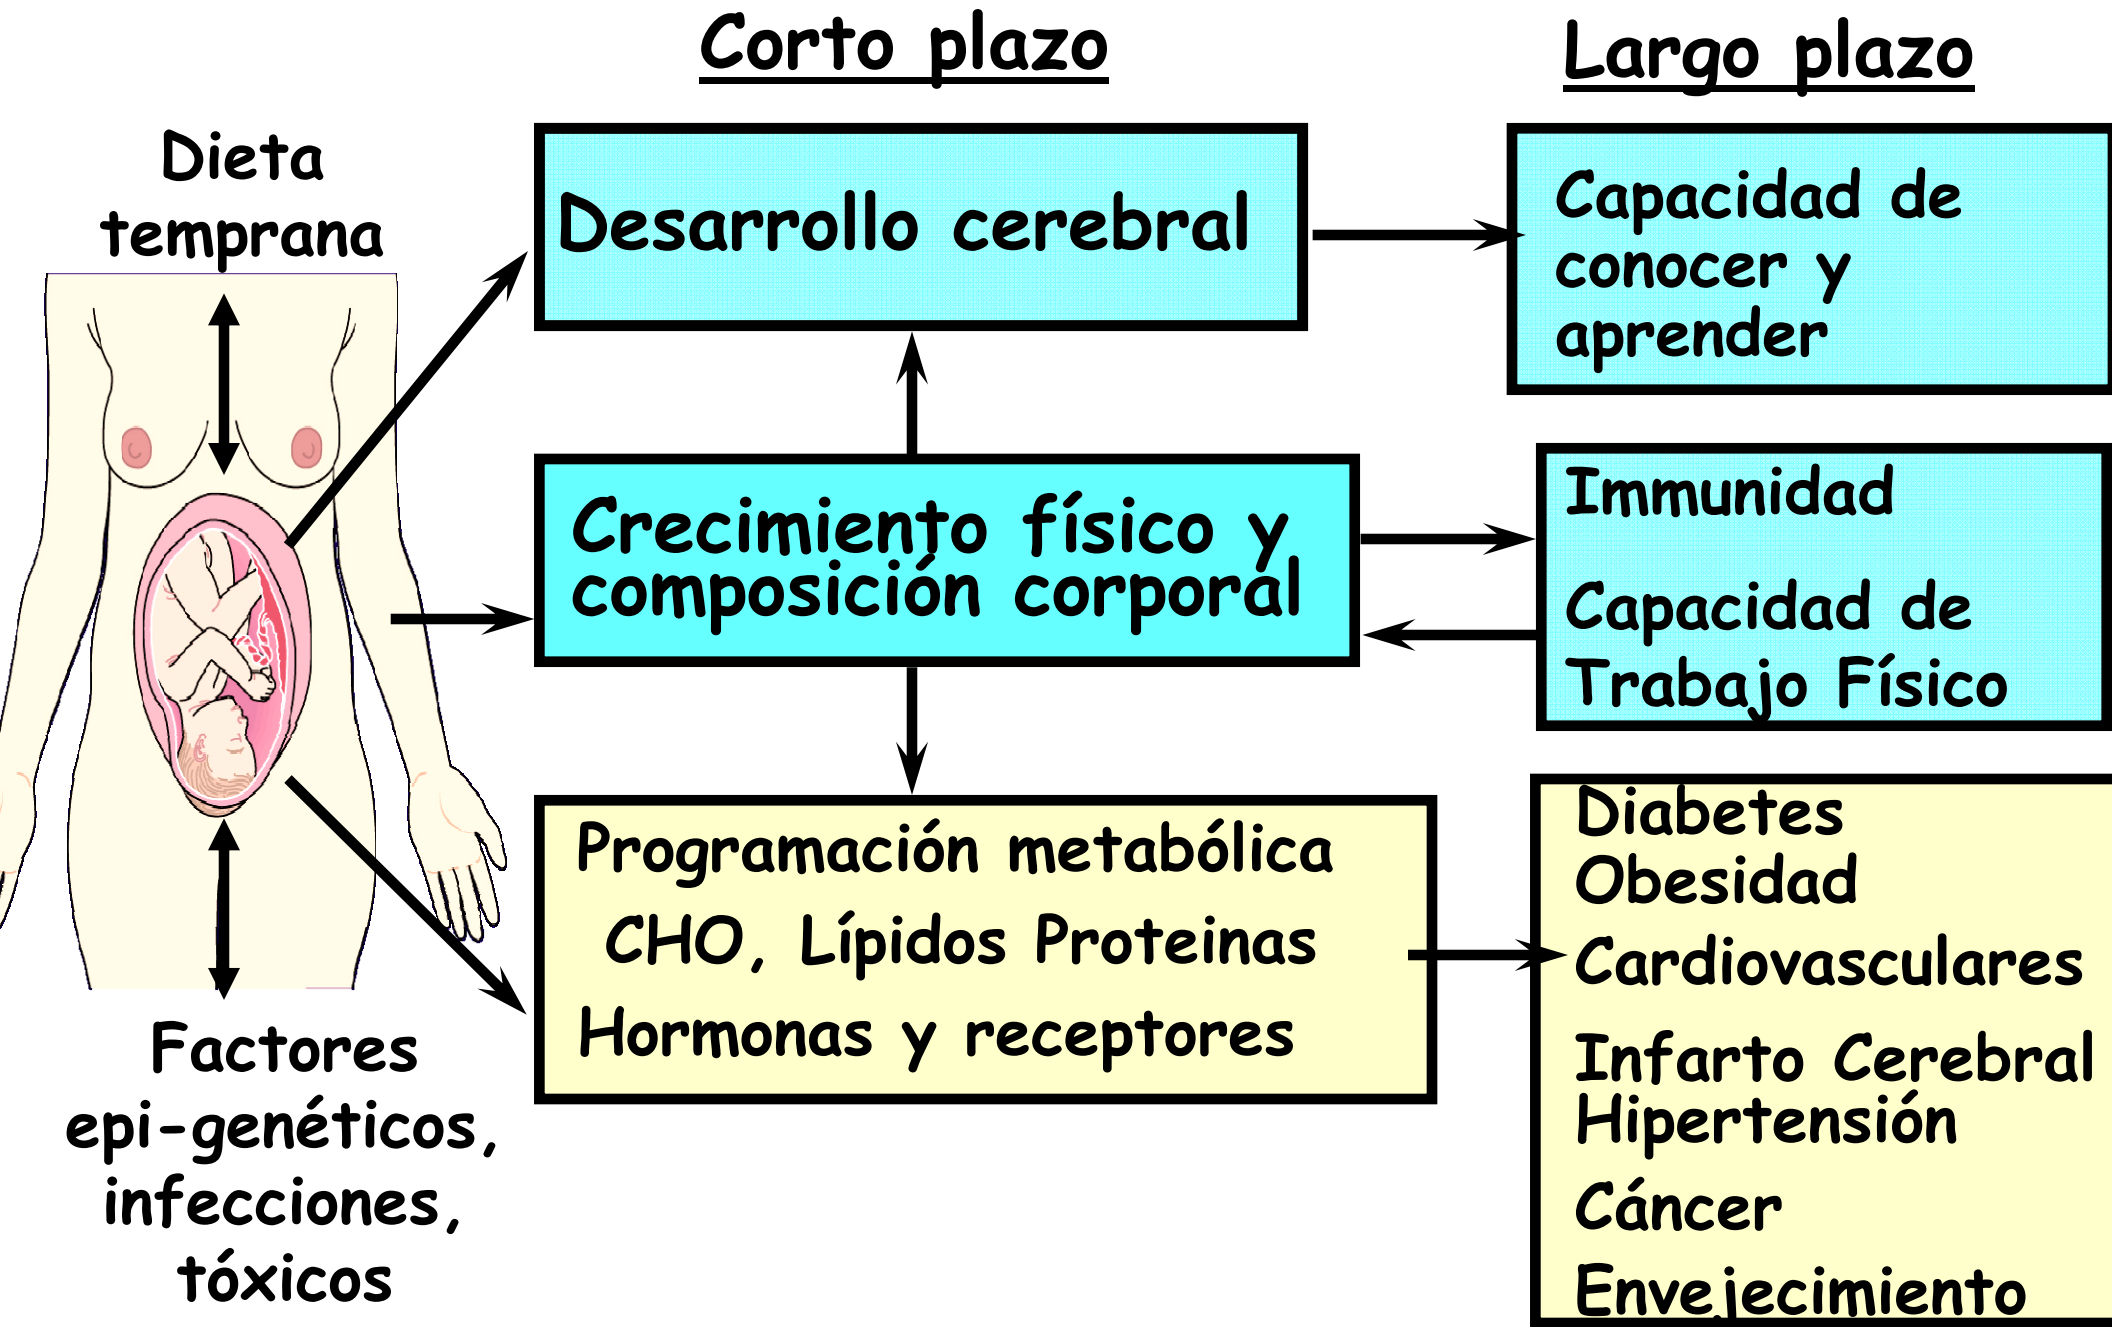 Corto plazo
Largo plazo
Dieta
temprana
Desarrollo cerebral
Capacidad de
conocer y
aprender
Crecimiento físico y
composición corporal
Immunidad
Capacidad de
Trabajo Físico
Programación metabólica
CHO, Lípidos Proteinas
Hormonas y receptores
Diabetes
Obesidad
Cardiovasculares
Infarto Cerebral
Hipertensión
Cáncer
Envejecimiento
Factores
epi-genéticos,
infecciones,
tóxicos